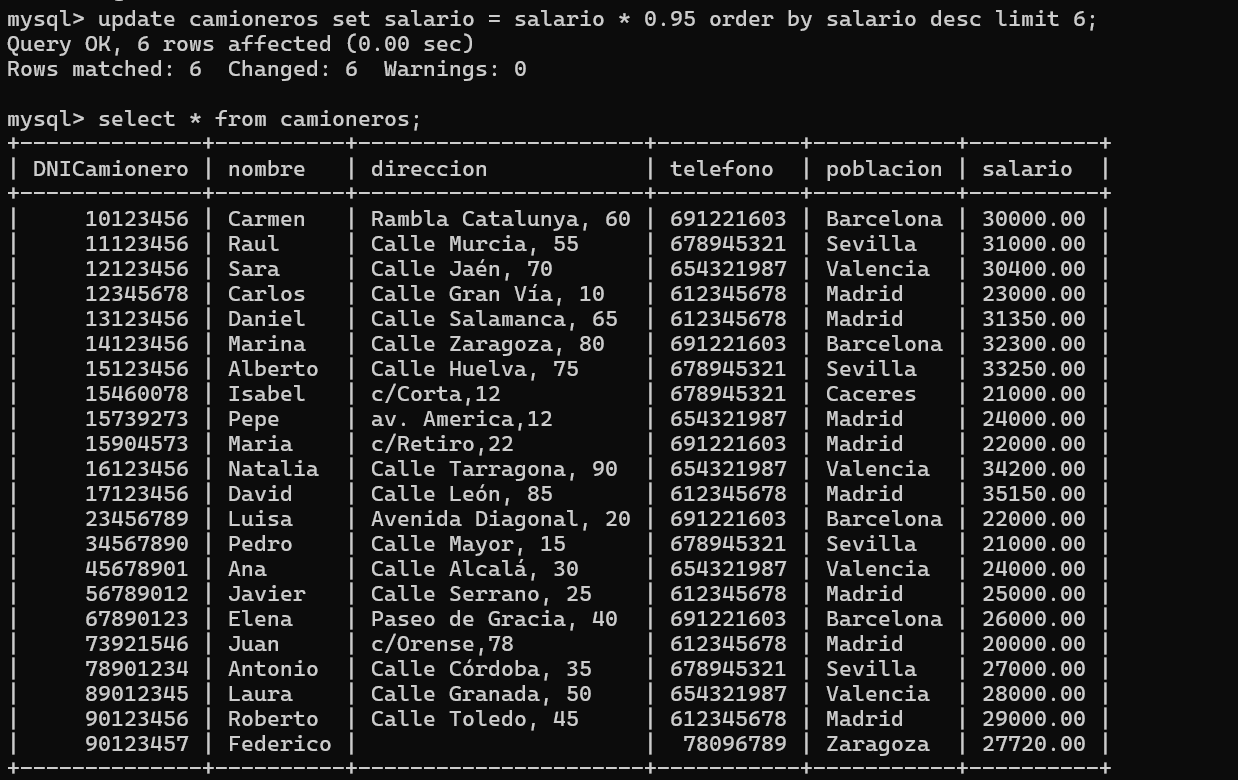 mysql> update camioneros set salario = salario * 0.95 order by salario desc limit 6;
Query OK, 6 rows affected (0.00 sec)
Rows matched: 6  Changed: 6  Warnings: 0

mysql> select * from camioneros;
+--------------+----------+----------------------+-----------+-----------+----------+
| DNICamionero | nombre   | direccion            | telefono  | poblacion | salario  |
+--------------+----------+----------------------+-----------+-----------+----------+
|     10123456 | Carmen   | Rambla Catalunya, 60 | 691221603 | Barcelona | 30000.00 |
|     11123456 | Raul     | Calle Murcia, 55     | 678945321 | Sevilla   | 31000.00 |
|     12123456 | Sara     | Calle Jaén, 70       | 654321987 | Valencia  | 30400.00 |
|     12345678 | Carlos   | Calle Gran Vía, 10   | 612345678 | Madrid    | 23000.00 |
|     13123456 | Daniel   | Calle Salamanca, 65  | 612345678 | Madrid    | 31350.00 |
|     14123456 | Marina   | Calle Zaragoza, 80   | 691221603 | Barcelona | 32300.00 |
|     15123456 | Alberto  | Calle Huelva, 75     | 678945321 | Sevilla   | 33250.00 |
|     15460078 | Isabel   | c/Corta,12           | 678945321 | Caceres   | 21000.00 |
|     15739273 | Pepe     | av. America,12       | 654321987 | Madrid    | 24000.00 |
|     15904573 | Maria    | c/Retiro,22          | 691221603 | Madrid    | 22000.00 |
|     16123456 | Natalia  | Calle Tarragona, 90  | 654321987 | Valencia  | 34200.00 |
|     17123456 | David    | Calle León, 85       | 612345678 | Madrid    | 35150.00 |
|     23456789 | Luisa    | Avenida Diagonal, 20 | 691221603 | Barcelona | 22000.00 |
|     34567890 | Pedro    | Calle Mayor, 15      | 678945321 | Sevilla   | 21000.00 |
|     45678901 | Ana      | Calle Alcalá, 30     | 654321987 | Valencia  | 24000.00 |
|     56789012 | Javier   | Calle Serrano, 25    | 612345678 | Madrid    | 25000.00 |
|     67890123 | Elena    | Paseo de Gracia, 40  | 691221603 | Barcelona | 26000.00 |
|     73921546 | Juan     | c/Orense,78          | 612345678 | Madrid    | 20000.00 |
|     78901234 | Antonio  | Calle Córdoba, 35    | 678945321 | Sevilla   | 27000.00 |
|     89012345 | Laura    | Calle Granada, 50    | 654321987 | Valencia  | 28000.00 |
|     90123456 | Roberto  | Calle Toledo, 45     | 612345678 | Madrid    | 29000.00 |
|     90123457 | Federico |                      |  78096789 | Zaragoza  | 27720.00 |
+--------------+----------+----------------------+-----------+-----------+----------+